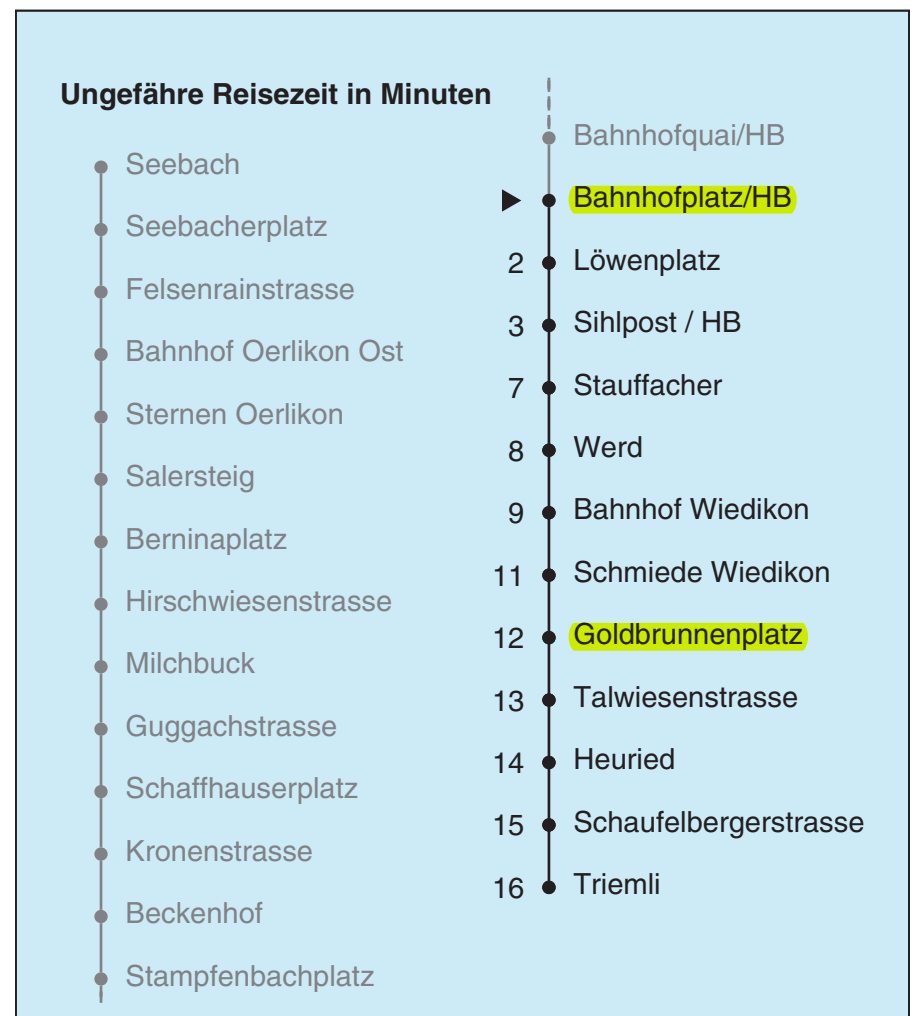 Ungefähre Reisezeit in Minuten
Seebach
Seebacherplatz
Felsenrainstrasse
Bahnhof Oerlikon Ost
Sternen Oerlikon
Salersteig
Berninaplatz
Hirschwiesenstrasse
Milchbuck
Guggachstrasse
Schaffhauserplatz
Kronenstrasse
Beckenhof
Stampfenbachplatz
Bahnhofquai/HB
Bahnhofplatz/HB
2 Löwenplatz
3 Sihlpost / HB
7 Stauffacher
8 Werd
9 Bahnhof Wiedikon
11 Schmiede Wiedikon
12 Goldbrunnenplatz
13 Talwiesenstrasse
14 Heuried
15 Schaufelbergerstrasse
16 Triemli